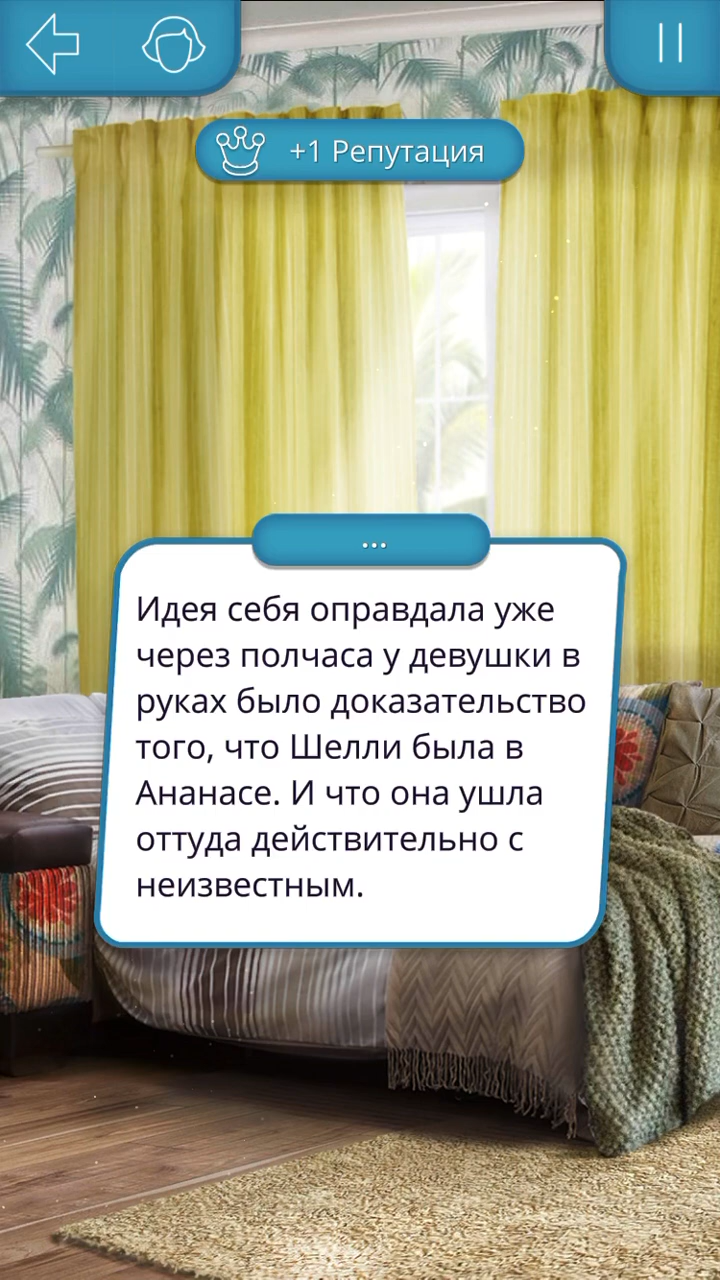 +1 Репутация
...
Идея себя оправдала уже
через полчаса у девушки в
руках было доказательство
того, что Шелли была в
Ананасе. И что она ушла
оттуда действительно с
неизвестным.